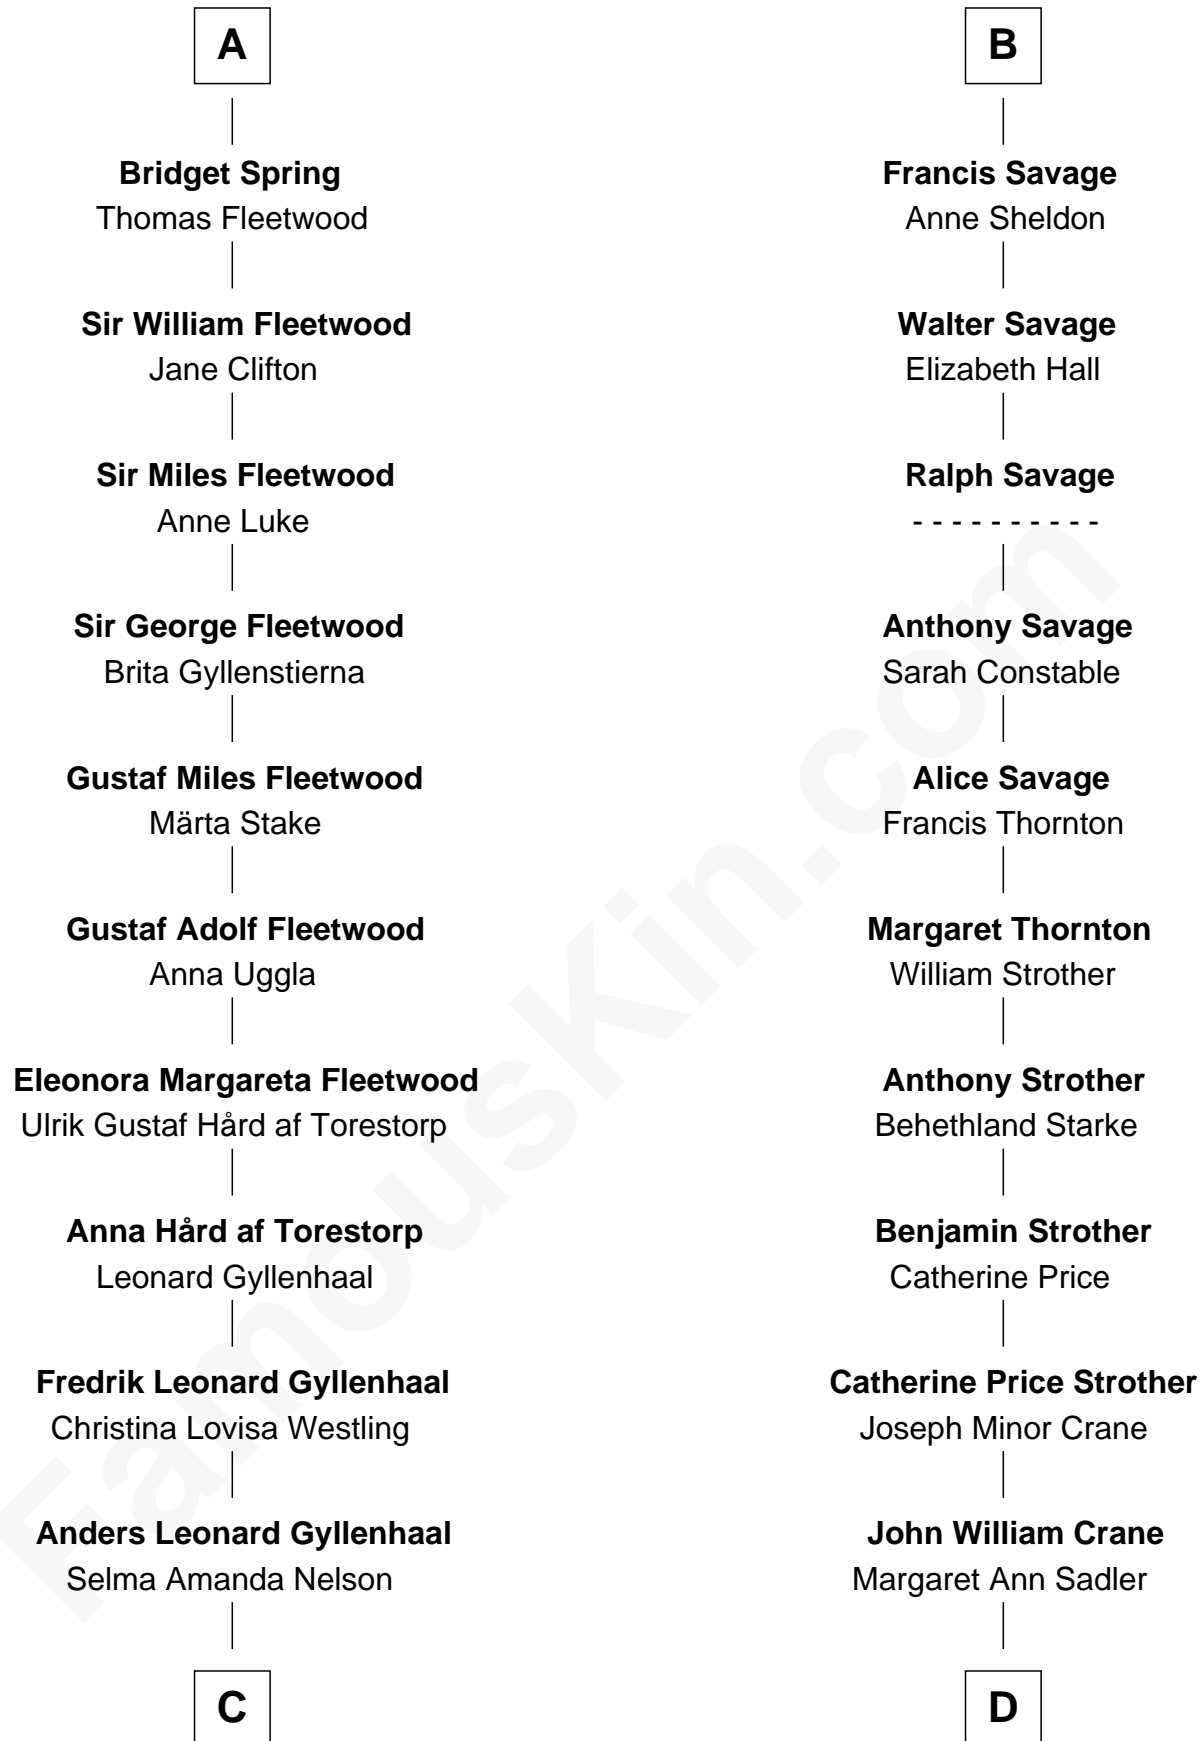 A
Bridget Spring
Thomas Fleetwood
Sir William Fleetwood
Jane Clifton
Sir Miles Fleetwood
Anne Luke
Sir George Fleetwood
Brita Gyllenstierna
Gustaf Miles Fleetwood
Märta Stake
Gustaf Adolf Fleetwood
Anna Uggla
Eleonora Margareta Fleetwood
Ulrik Gustaf Hård af Torestorp
Anna Hård af Torestorp
Leonard Gyllenhaal
Fredrik Leonard Gyllenhaal
Christina Lovisa Westling
Anders Leonard Gyllenhaal
Selma Amanda Nelson
C
B
Francis Savage
Anne Sheldon
Walter Savage
Elizabeth Hall
Ralph Savage
- - - - - - - - - -
Anthony Savage
Sarah Constable
Alice Savage
Francis Thornton
Margaret Thornton
William Strother
Anthony Strother
Behethland Starke
Benjamin Strother
Catherine Price
Catherine Price Strother
Joseph Minor Crane
John William Crane
Margaret Ann Sadler
D
FamousKin.com